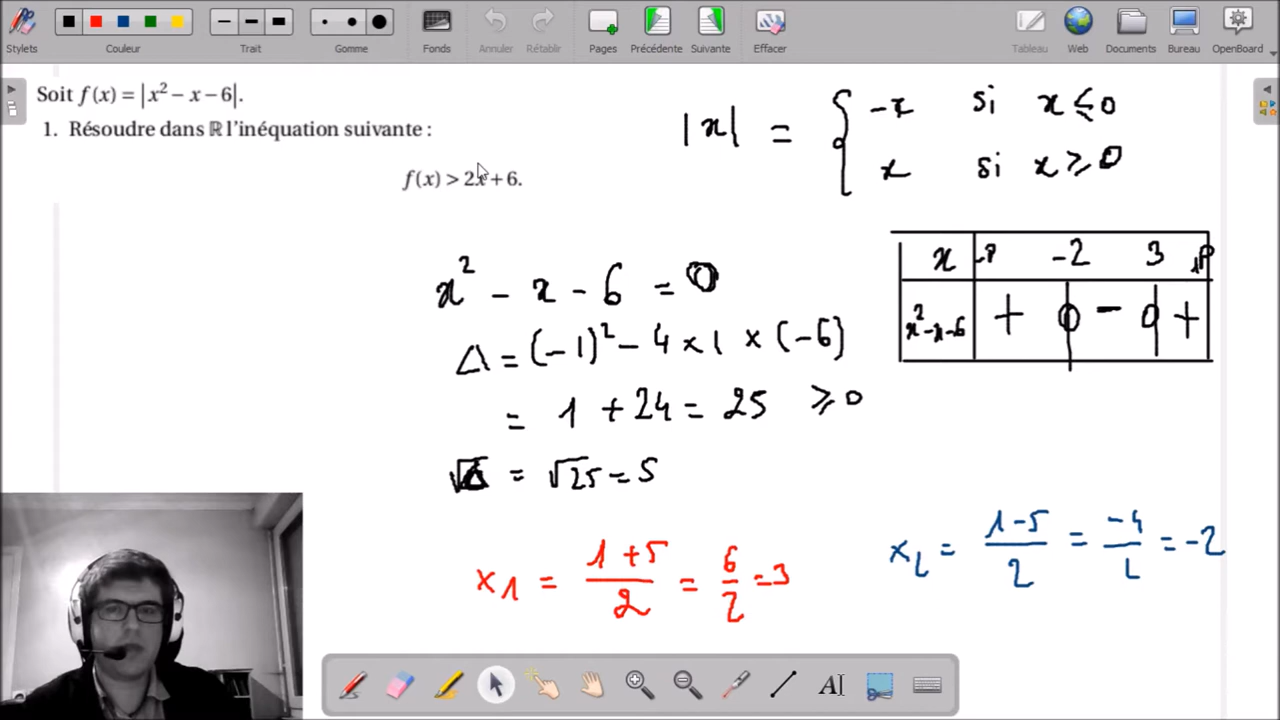 Stylets Couleur Trait Gomme Fonds Annuler Rétablir Pages Précédente Suivante Effacer Tableau Web Documents Bureau OpenBoard
Soit f(x) = |x² − x − 6|.
1. Résoudre dans ℝ l'inéquation suivante :
f(x) > 2x + 6.
|x| = { -x si x ⩽ 0
x si x ⩾ 0
x² - x - 6 = 0
Δ = (-1)² - 4 × 1 × (-6)
= 1 + 24 = 25 ⩾ 0
√Δ = √25 = 5
x1 = (1+5)/2 = 6/2 = 3
x -∞ -2 3 +∞
x²-x-6 + 0 - 0 +
x2 = (1-5)/2 = -4/2 = -2
AI